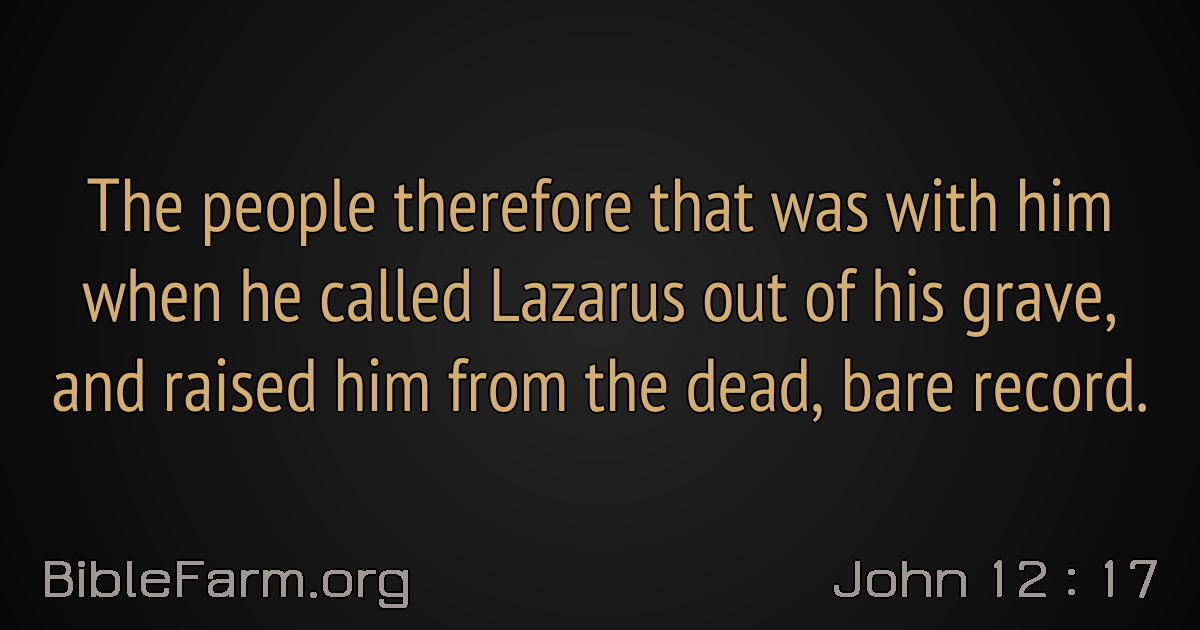 The people therefore that was with him
when he called Lazarus out of his grave,
and raised him from the dead, bare record.
BibleFarm.org
John 12 : 17